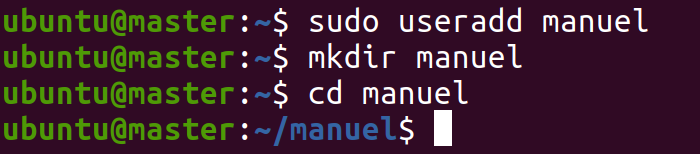 ubuntu@master:~$ sudo useradd manuel
ubuntu@master:~$ mkdir manuel
ubuntu@master:~$ cd manuel
ubuntu@master:~/manuel$